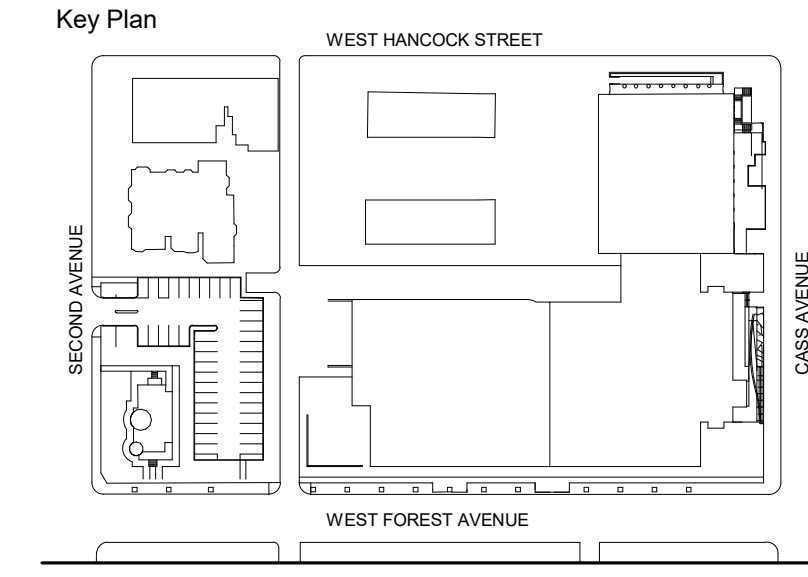 Key Plan
WEST HANCOCK STREET
SECOND AVENUE
CASS AVENUE
WEST FOREST AVENUE